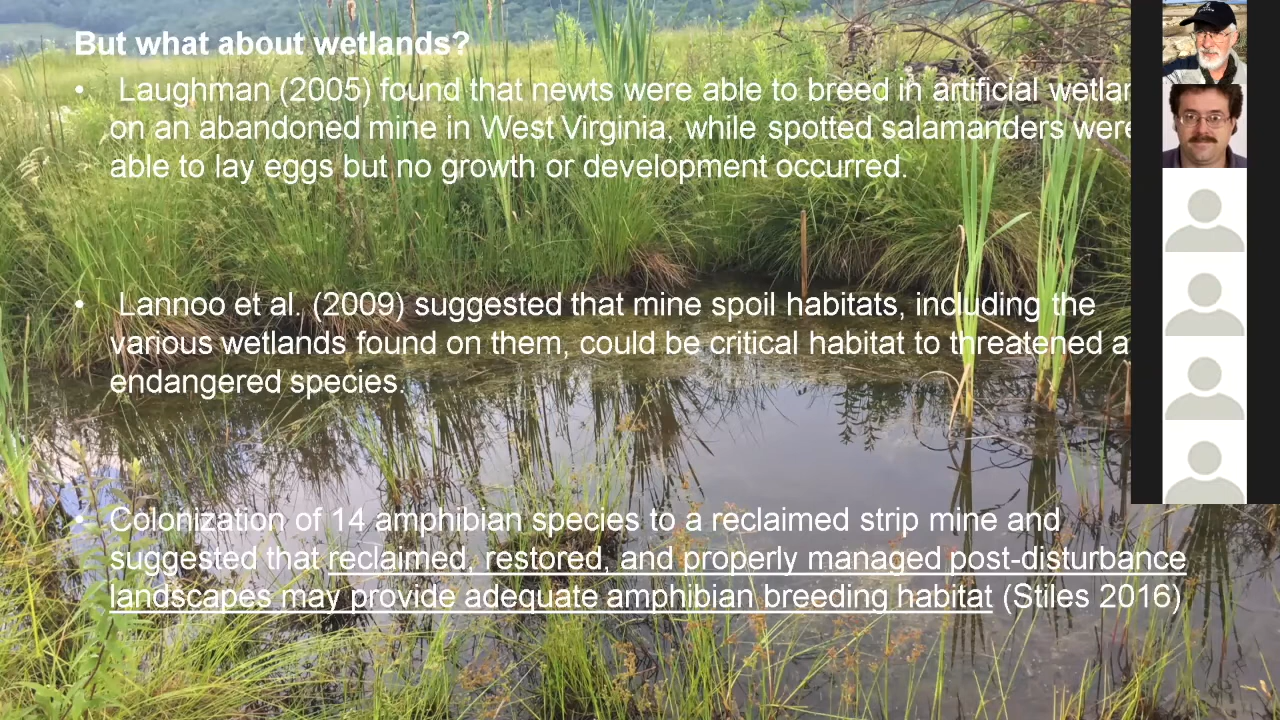 But what about wetlands?
• Laughman (2005) found that newts were able to breed in artificial
on an abandoned mine in West Virginia, while spotted salamanders were
able to lay eggs but no growth or development occurred.
• Lannoo et al. (2009) suggested that mine spoil habitats, including the
various wetlands found on them, could be critical habitat to threatened
endangered species.
• Colonization of 14 amphibian species to a reclaimed strip mine and
suggested that reclaimed, restored, and properly managed post-disturbance
landscapes may provide adequate amphibian breeding habitat (Stiles 2016)